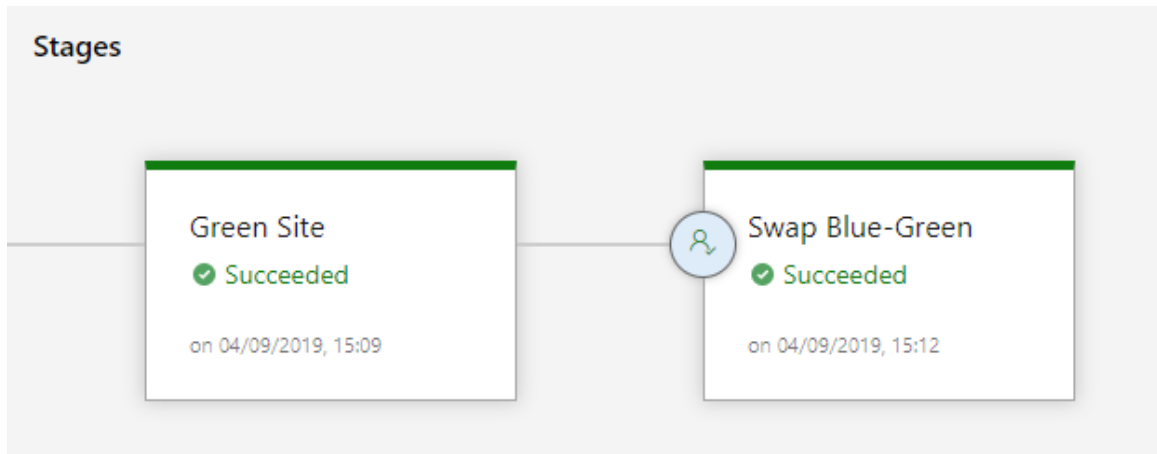 Stages
Green Site
Succeeded
on 04/09/2019, 15:09
Swap Blue-Green
Succeeded
on 04/09/2019, 15:12